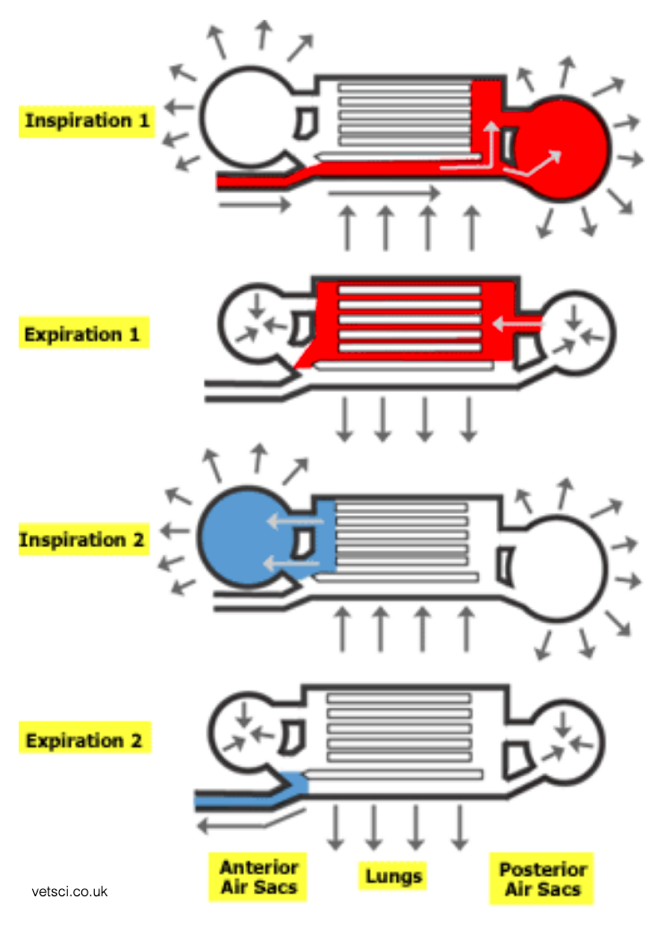 Inspiration 1
Expiration 1
Inspiration 2
Expiration 2
Anterior
Air Sacs
Lungs
Posterior
Air Sacs
vetsci.co.uk